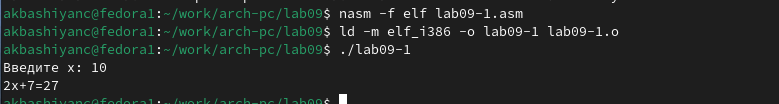 akbashiyanc@fedora1:~/work/arch-pc/lab09$ nasm -f elf lab09-1.asm
akbashiyanc@fedora1:~/work/arch-pc/lab09$ ld -m elf_i386 -o lab09-1 lab09-1.o
akbashiyanc@fedora1:~/work/arch-pc/lab09$ ./lab09-1
Введите x: 10
2x+7=27
akbashiyanc@fedora1:~/work/arch-pc/lab09$